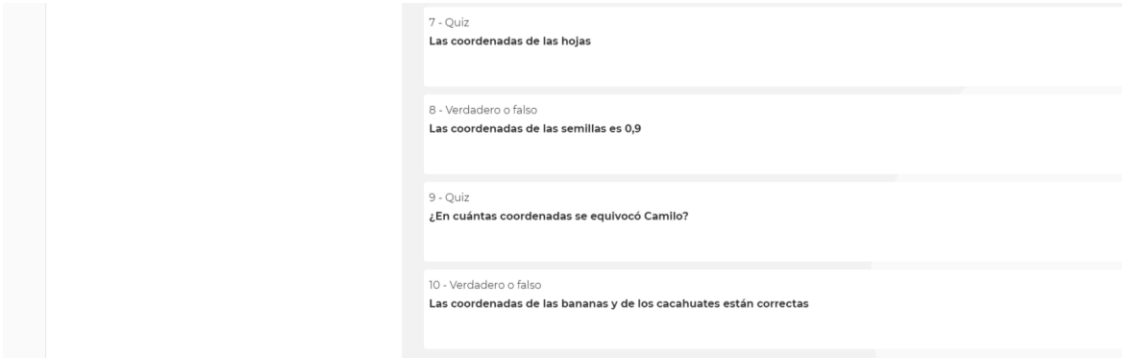 7 - Quiz
Las coordenadas de las hojas
8 - Verdadero o falso
Las coordenadas de las semillas es 0,9
9 - Quiz
¿En cuántas coordenadas se equivocó Camilo?
10 - Verdadero o falso
Las coordenadas de las bananas y de los cacahuates están correctas